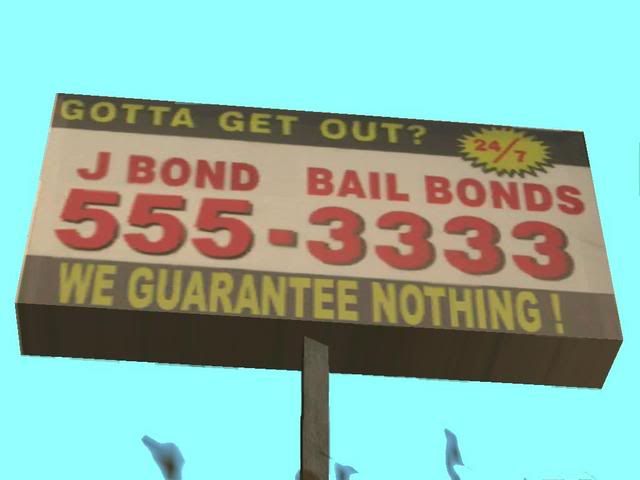 GOTTA GET OUT?
24/7
J BOND BAIL BONDS
555-3333
WE GUARANTEE NOTHING!